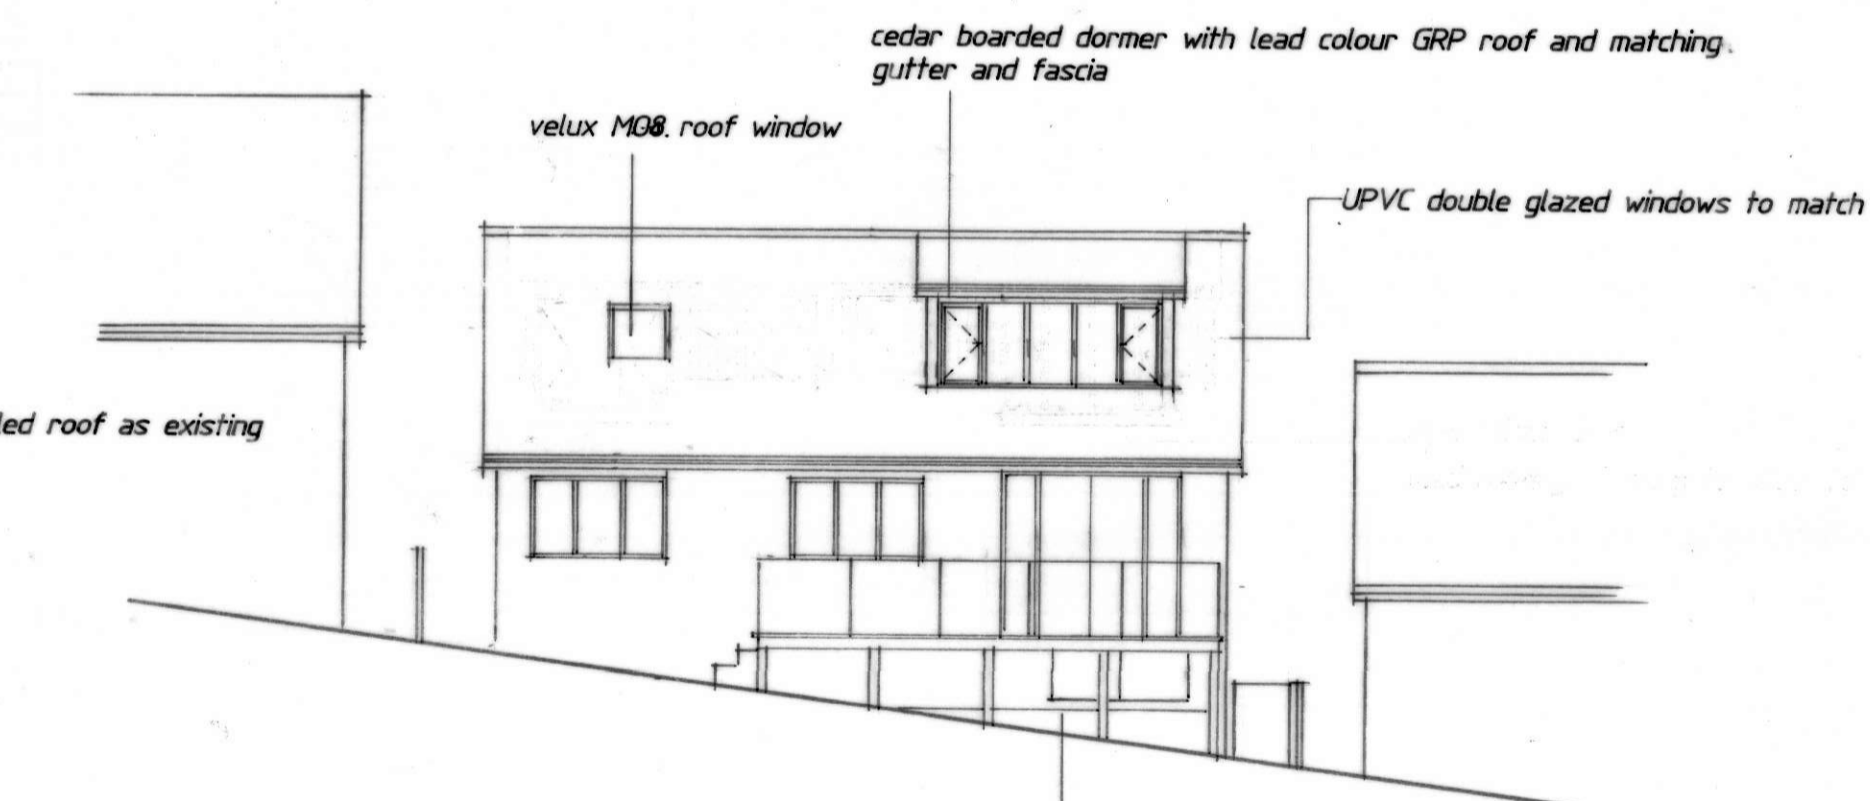 cedar boarded dormer with lead colour GRP roof and matching
gutter and fascia
velux M08 roof window
UPVC double glazed windows to match
led roof as existing